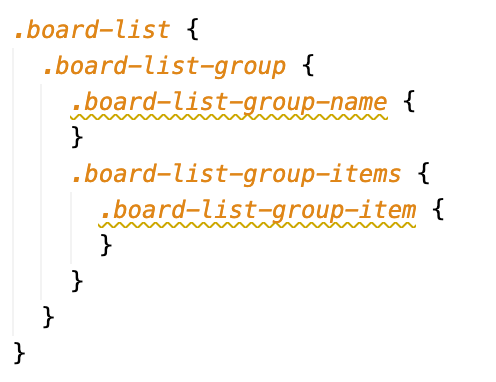 .board-list {
  .board-list-group {
    .board-list-group-name {
    }
    .board-list-group-items {
      .board-list-group-item {
      }
    }
  }
}